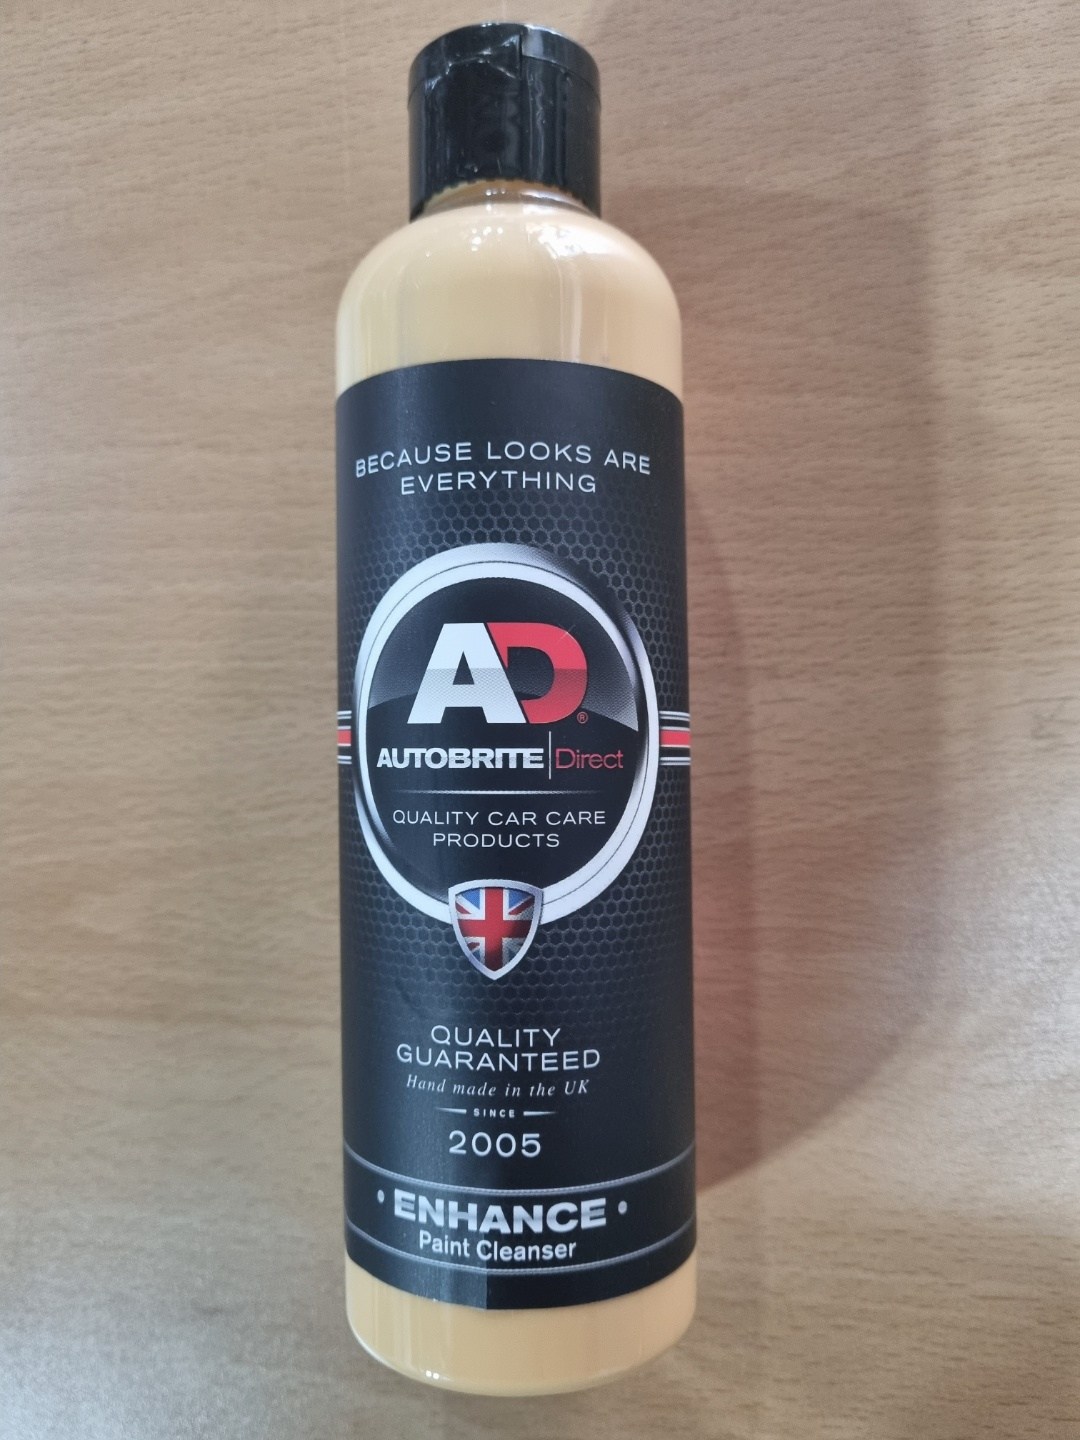 BECAUSE LOOKS ARE
EVERYTHING
AD®
AUTOBRITE|Direct
QUALITY CAR CARE
PRODUCTS
QUALITY
GUARANTEED
Hand made in the UK
SINCE
2005
• ENHANCE •
Paint Cleanser